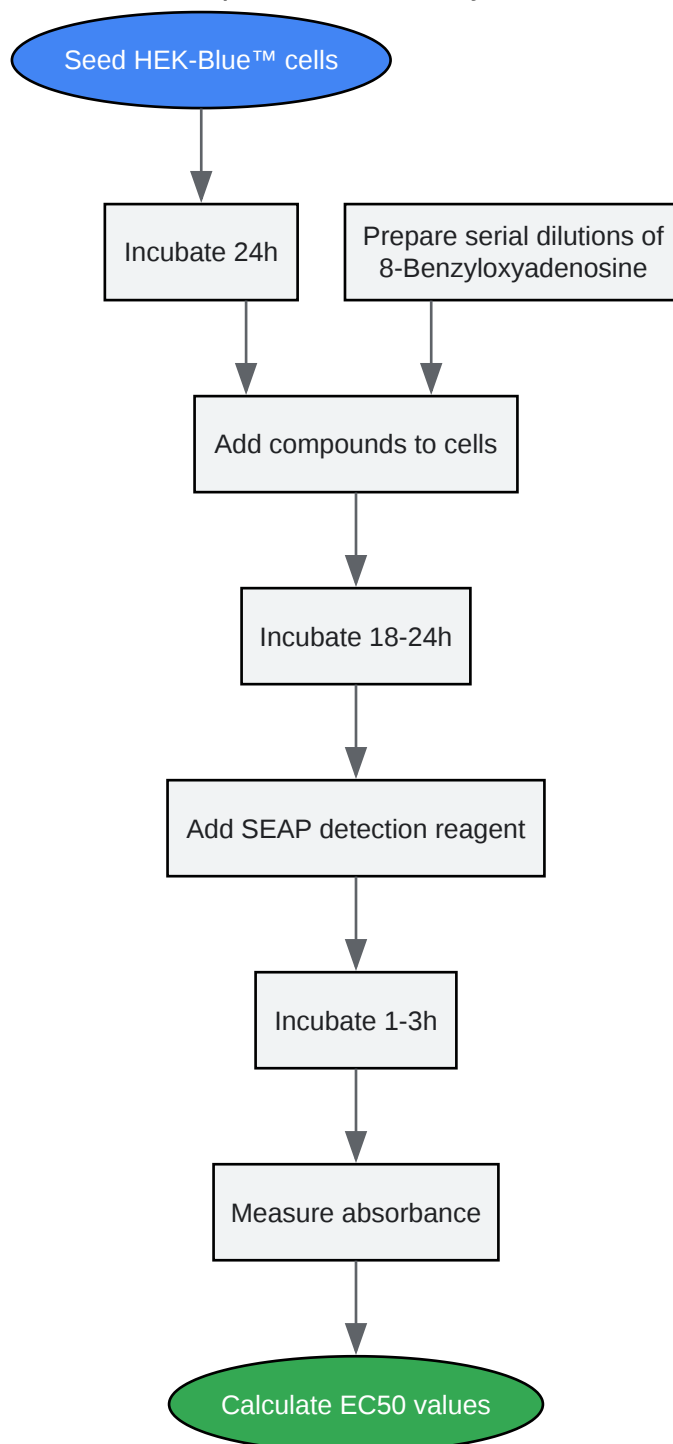 Seed HEK-Blue™ cells
Incubate 24h
Prepare serial dilutions of
8-Benzyloxyadenosine
Add compounds to cells
Incubate 18-24h
Add SEAP detection reagent
Incubate 1-3h
Measure absorbance
Calculate EC50 values